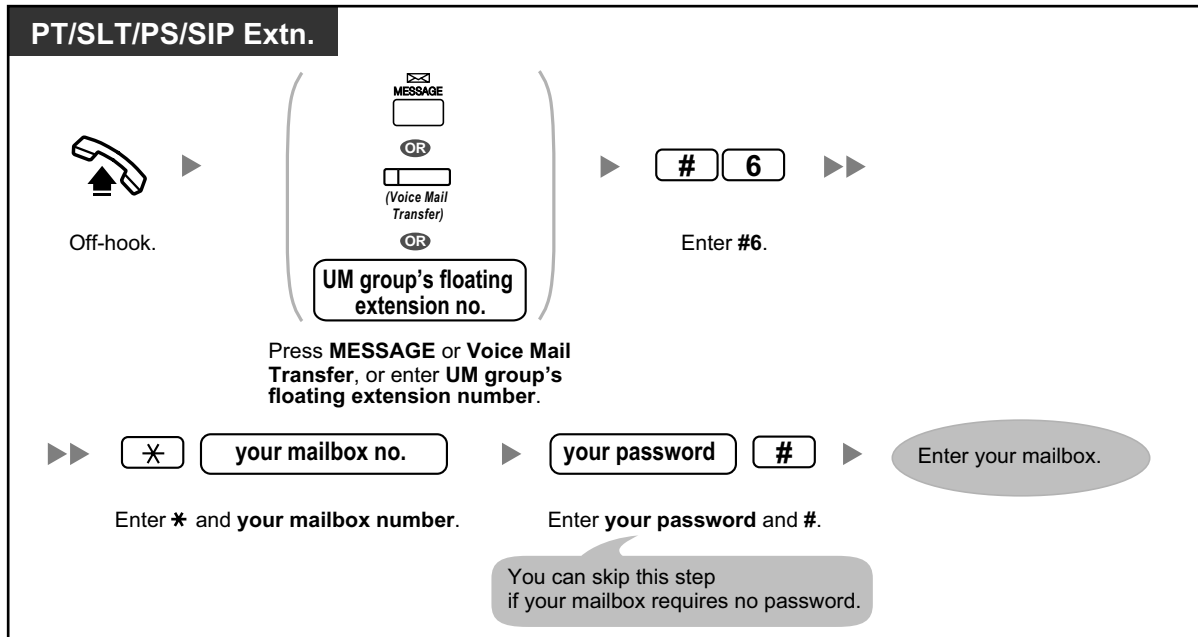 PT/SLT/PS/SIP Extn.
MESSAGE
OR
(Voice Mail
Transfer)
OR
UM group's floating
extension no.
# 6
Off-hook.
Enter #6.
Press MESSAGE or Voice Mail
Transfer, or enter UM group's
floating extension number.
* your mailbox no.
your password #
Enter your mailbox.
Enter * and your mailbox number.
Enter your password and #.
You can skip this step
if your mailbox requires no password.